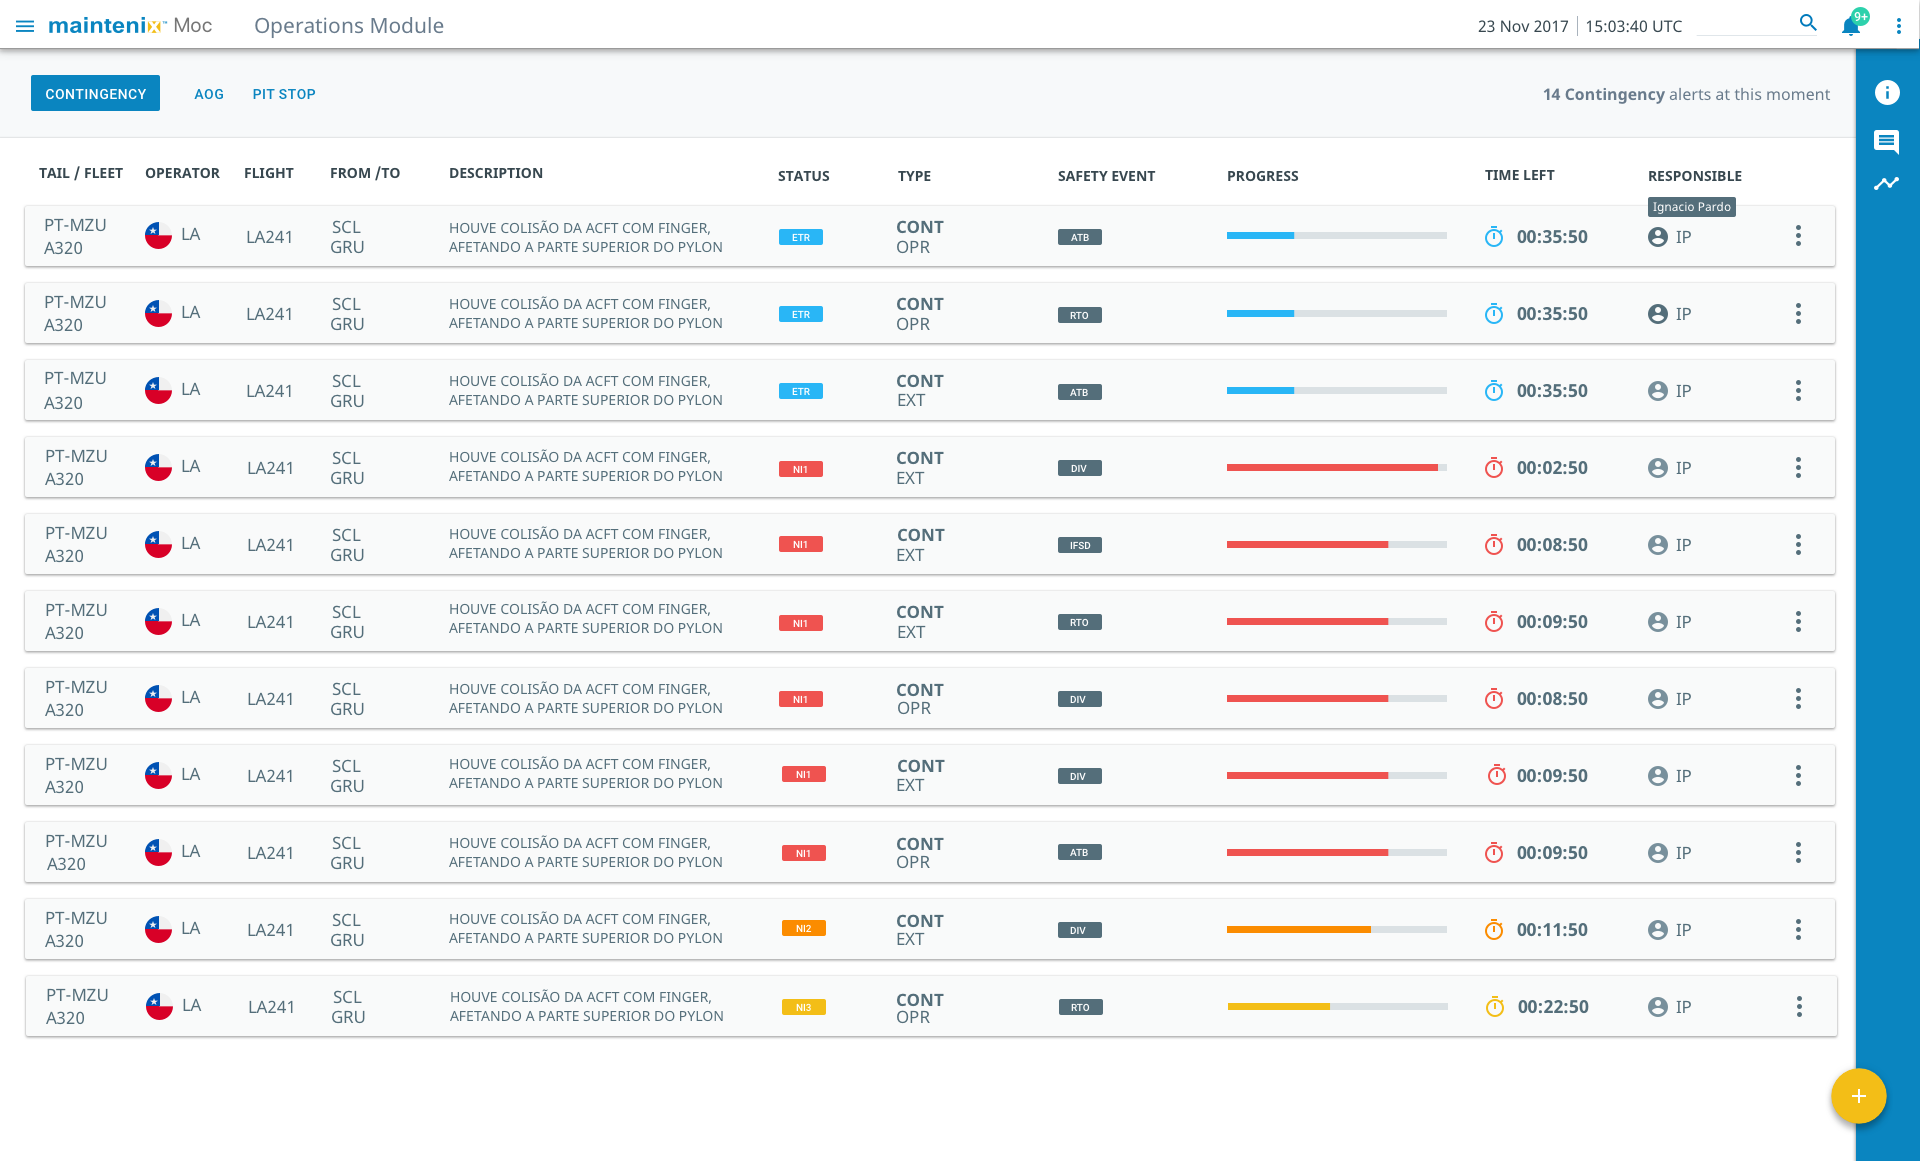 maintenix™ Moc Operations Module 23 Nov 2017 15:03:40 UTC 9+
CONTINGENCY AOG PIT STOP 14 Contingency alerts at this moment
TAIL / FLEET OPERATOR FLIGHT FROM /TO DESCRIPTION STATUS TYPE SAFETY EVENT PROGRESS TIME LEFT RESPONSIBLE
Ignacio Pardo
PT-MZU SCL HOUVE COLISÃO DA ACFT COM FINGER, CONT
A320 LA LA241 GRU AFETANDO A PARTE SUPERIOR DO PYLON ETR OPR ATB 00:35:50 IP
PT-MZU SCL HOUVE COLISÃO DA ACFT COM FINGER, CONT
A320 LA LA241 GRU AFETANDO A PARTE SUPERIOR DO PYLON ETR OPR RTO 00:35:50 IP
PT-MZU SCL HOUVE COLISÃO DA ACFT COM FINGER, CONT
A320 LA LA241 GRU AFETANDO A PARTE SUPERIOR DO PYLON ETR EXT ATB 00:35:50 IP
PT-MZU SCL HOUVE COLISÃO DA ACFT COM FINGER, CONT
A320 LA LA241 GRU AFETANDO A PARTE SUPERIOR DO PYLON NI1 EXT DIV 00:02:50 IP
PT-MZU SCL HOUVE COLISÃO DA ACFT COM FINGER, CONT
A320 LA LA241 GRU AFETANDO A PARTE SUPERIOR DO PYLON NI1 EXT IFSD 00:08:50 IP
PT-MZU SCL HOUVE COLISÃO DA ACFT COM FINGER, CONT
A320 LA LA241 GRU AFETANDO A PARTE SUPERIOR DO PYLON NI1 EXT RTO 00:09:50 IP
PT-MZU SCL HOUVE COLISÃO DA ACFT COM FINGER, CONT
A320 LA LA241 GRU AFETANDO A PARTE SUPERIOR DO PYLON NI1 OPR DIV 00:08:50 IP
PT-MZU SCL HOUVE COLISÃO DA ACFT COM FINGER, CONT
A320 LA LA241 GRU AFETANDO A PARTE SUPERIOR DO PYLON NI1 EXT DIV 00:09:50 IP
PT-MZU SCL HOUVE COLISÃO DA ACFT COM FINGER, CONT
A320 LA LA241 GRU AFETANDO A PARTE SUPERIOR DO PYLON NI1 OPR ATB 00:09:50 IP
PT-MZU SCL HOUVE COLISÃO DA ACFT COM FINGER, CONT
A320 LA LA241 GRU AFETANDO A PARTE SUPERIOR DO PYLON NI2 EXT DIV 00:11:50 IP
PT-MZU SCL HOUVE COLISÃO DA ACFT COM FINGER, CONT
A320 LA LA241 GRU AFETANDO A PARTE SUPERIOR DO PYLON NI3 OPR RTO 00:22:50 IP